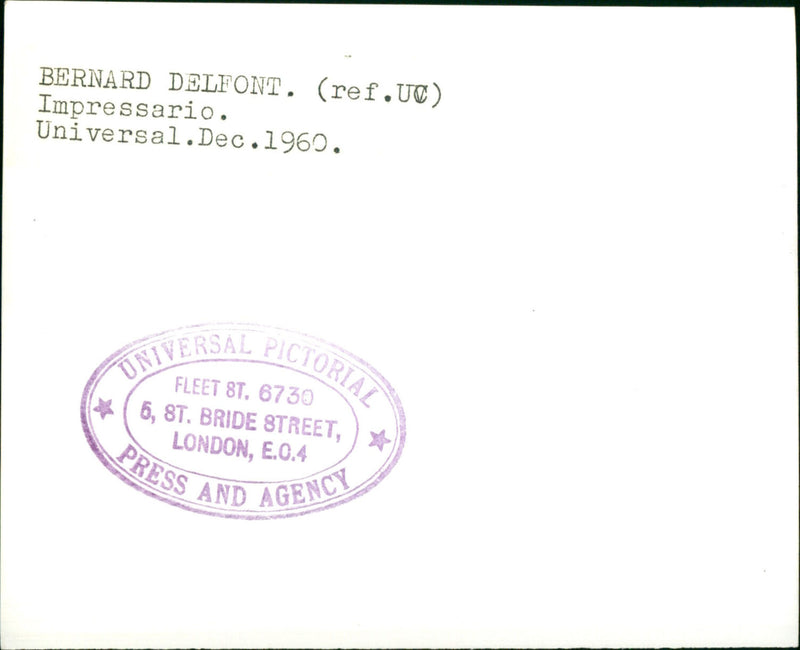 BERNARD DELFONT. (ref.UC)
Impressario.
Universal.Dec.1960.
UNIVERSAL PICTORIAL
FLEET ST. 6730
5, ST. BRIDE STREET,
LONDON, E.C.4
PRESS AND AGENCY